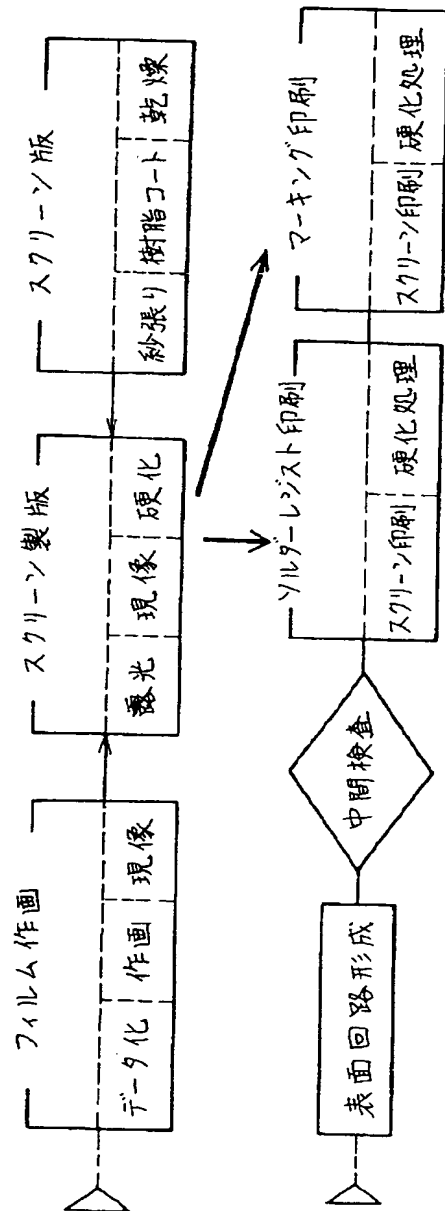 フィルム作画
データ化 作画 現像
スクリーン製版
露光 現像 硬化
スクリーン版
紗張り 樹脂コート 乾燥
表面回路形成
中間検査
ソルダーレジスト印刷
スクリーン印刷 硬化処理
マーキング印刷
スクリーン印刷 硬化処理